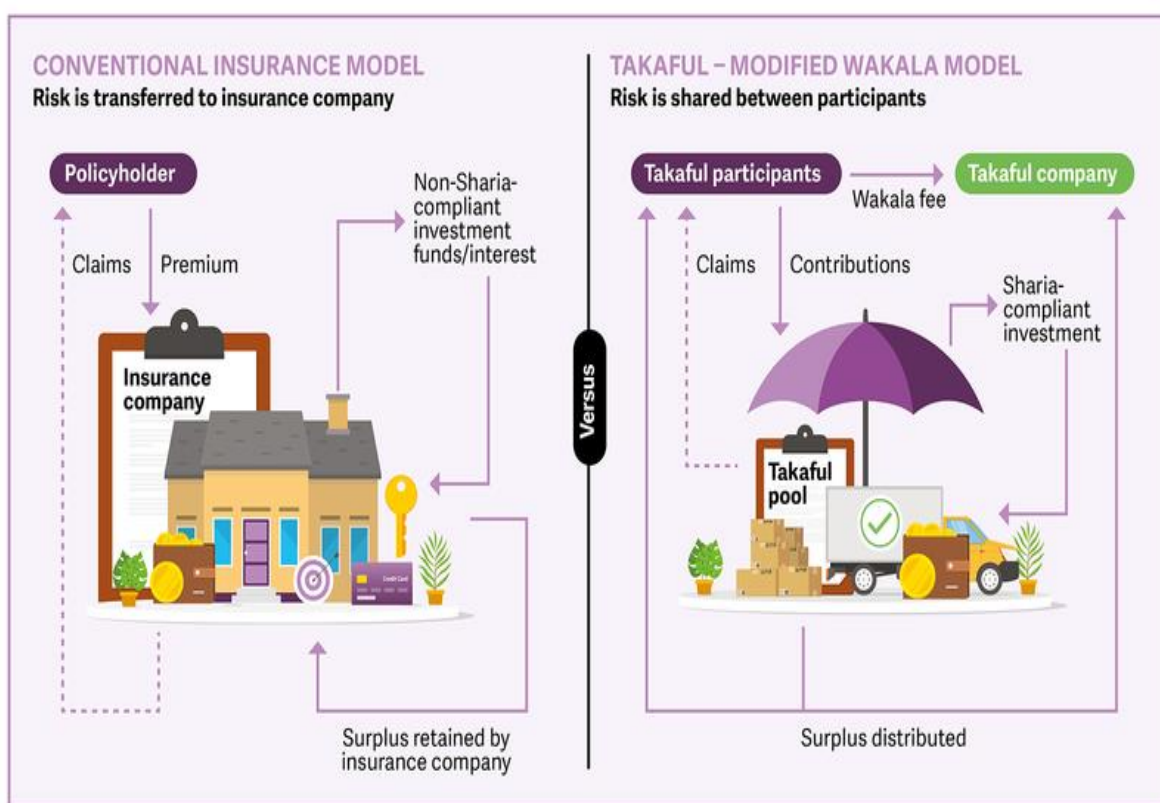 CONVENTIONAL INSURANCE MODEL
Risk is transferred to insurance company
Policyholder
Non-Sharia-
compliant
investment
funds/interest
Claims
Premium
Insurance
company
Credit Card
Surplus retained by
insurance company
Versus
TAKAFUL – MODIFIED WAKALA MODEL
Risk is shared between participants
Takaful participants
Wakala fee
Takaful company
Claims
Contributions
Sharia-
compliant
investment
Takaful
pool
Surplus distributed